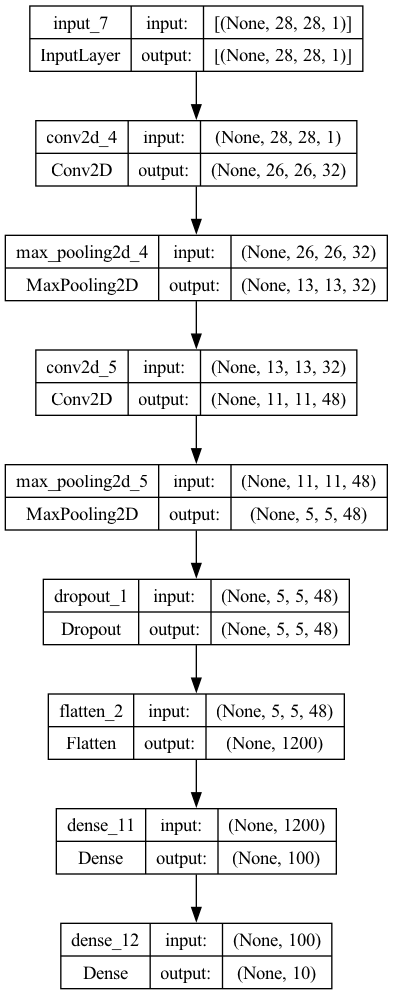 input_7 input: [(None, 28, 28, 1)]
InputLayer output: [(None, 28, 28, 1)]
conv2d_4 input: (None, 28, 28, 1)
Conv2D output: (None, 26, 26, 32)
max_pooling2d_4 input: (None, 26, 26, 32)
MaxPooling2D output: (None, 13, 13, 32)
conv2d_5 input: (None, 13, 13, 32)
Conv2D output: (None, 11, 11, 48)
max_pooling2d_5 input: (None, 11, 11, 48)
MaxPooling2D output: (None, 5, 5, 48)
dropout_1 input: (None, 5, 5, 48)
Dropout output: (None, 5, 5, 48)
flatten_2 input: (None, 5, 5, 48)
Flatten output: (None, 1200)
dense_11 input: (None, 1200)
Dense output: (None, 100)
dense_12 input: (None, 100)
Dense output: (None, 10)